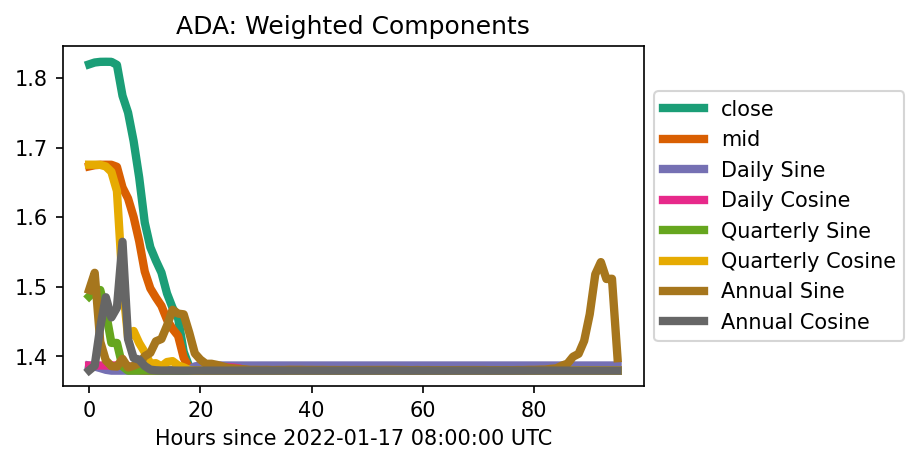 ADA: Weighted Components
1.8
1.7
1.6
1.5
1.4
0
20
40
60
80
Hours since 2022-01-17 08:00:00 UTC
close
mid
Daily Sine
Daily Cosine
Quarterly Sine
Quarterly Cosine
Annual Sine
Annual Cosine